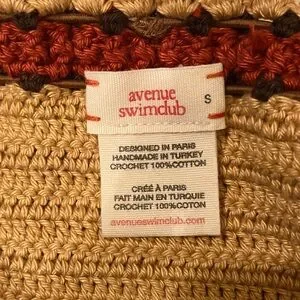 avenue
swimclub
S
DESIGNED IN PARIS
HANDMADE IN TURKEY
CROCHET 100%COTTON
CRÉÉ À PARIS
FAIT MAIN EN TURQUIE
CROCHET 100%COTON
avenueswimclub.com